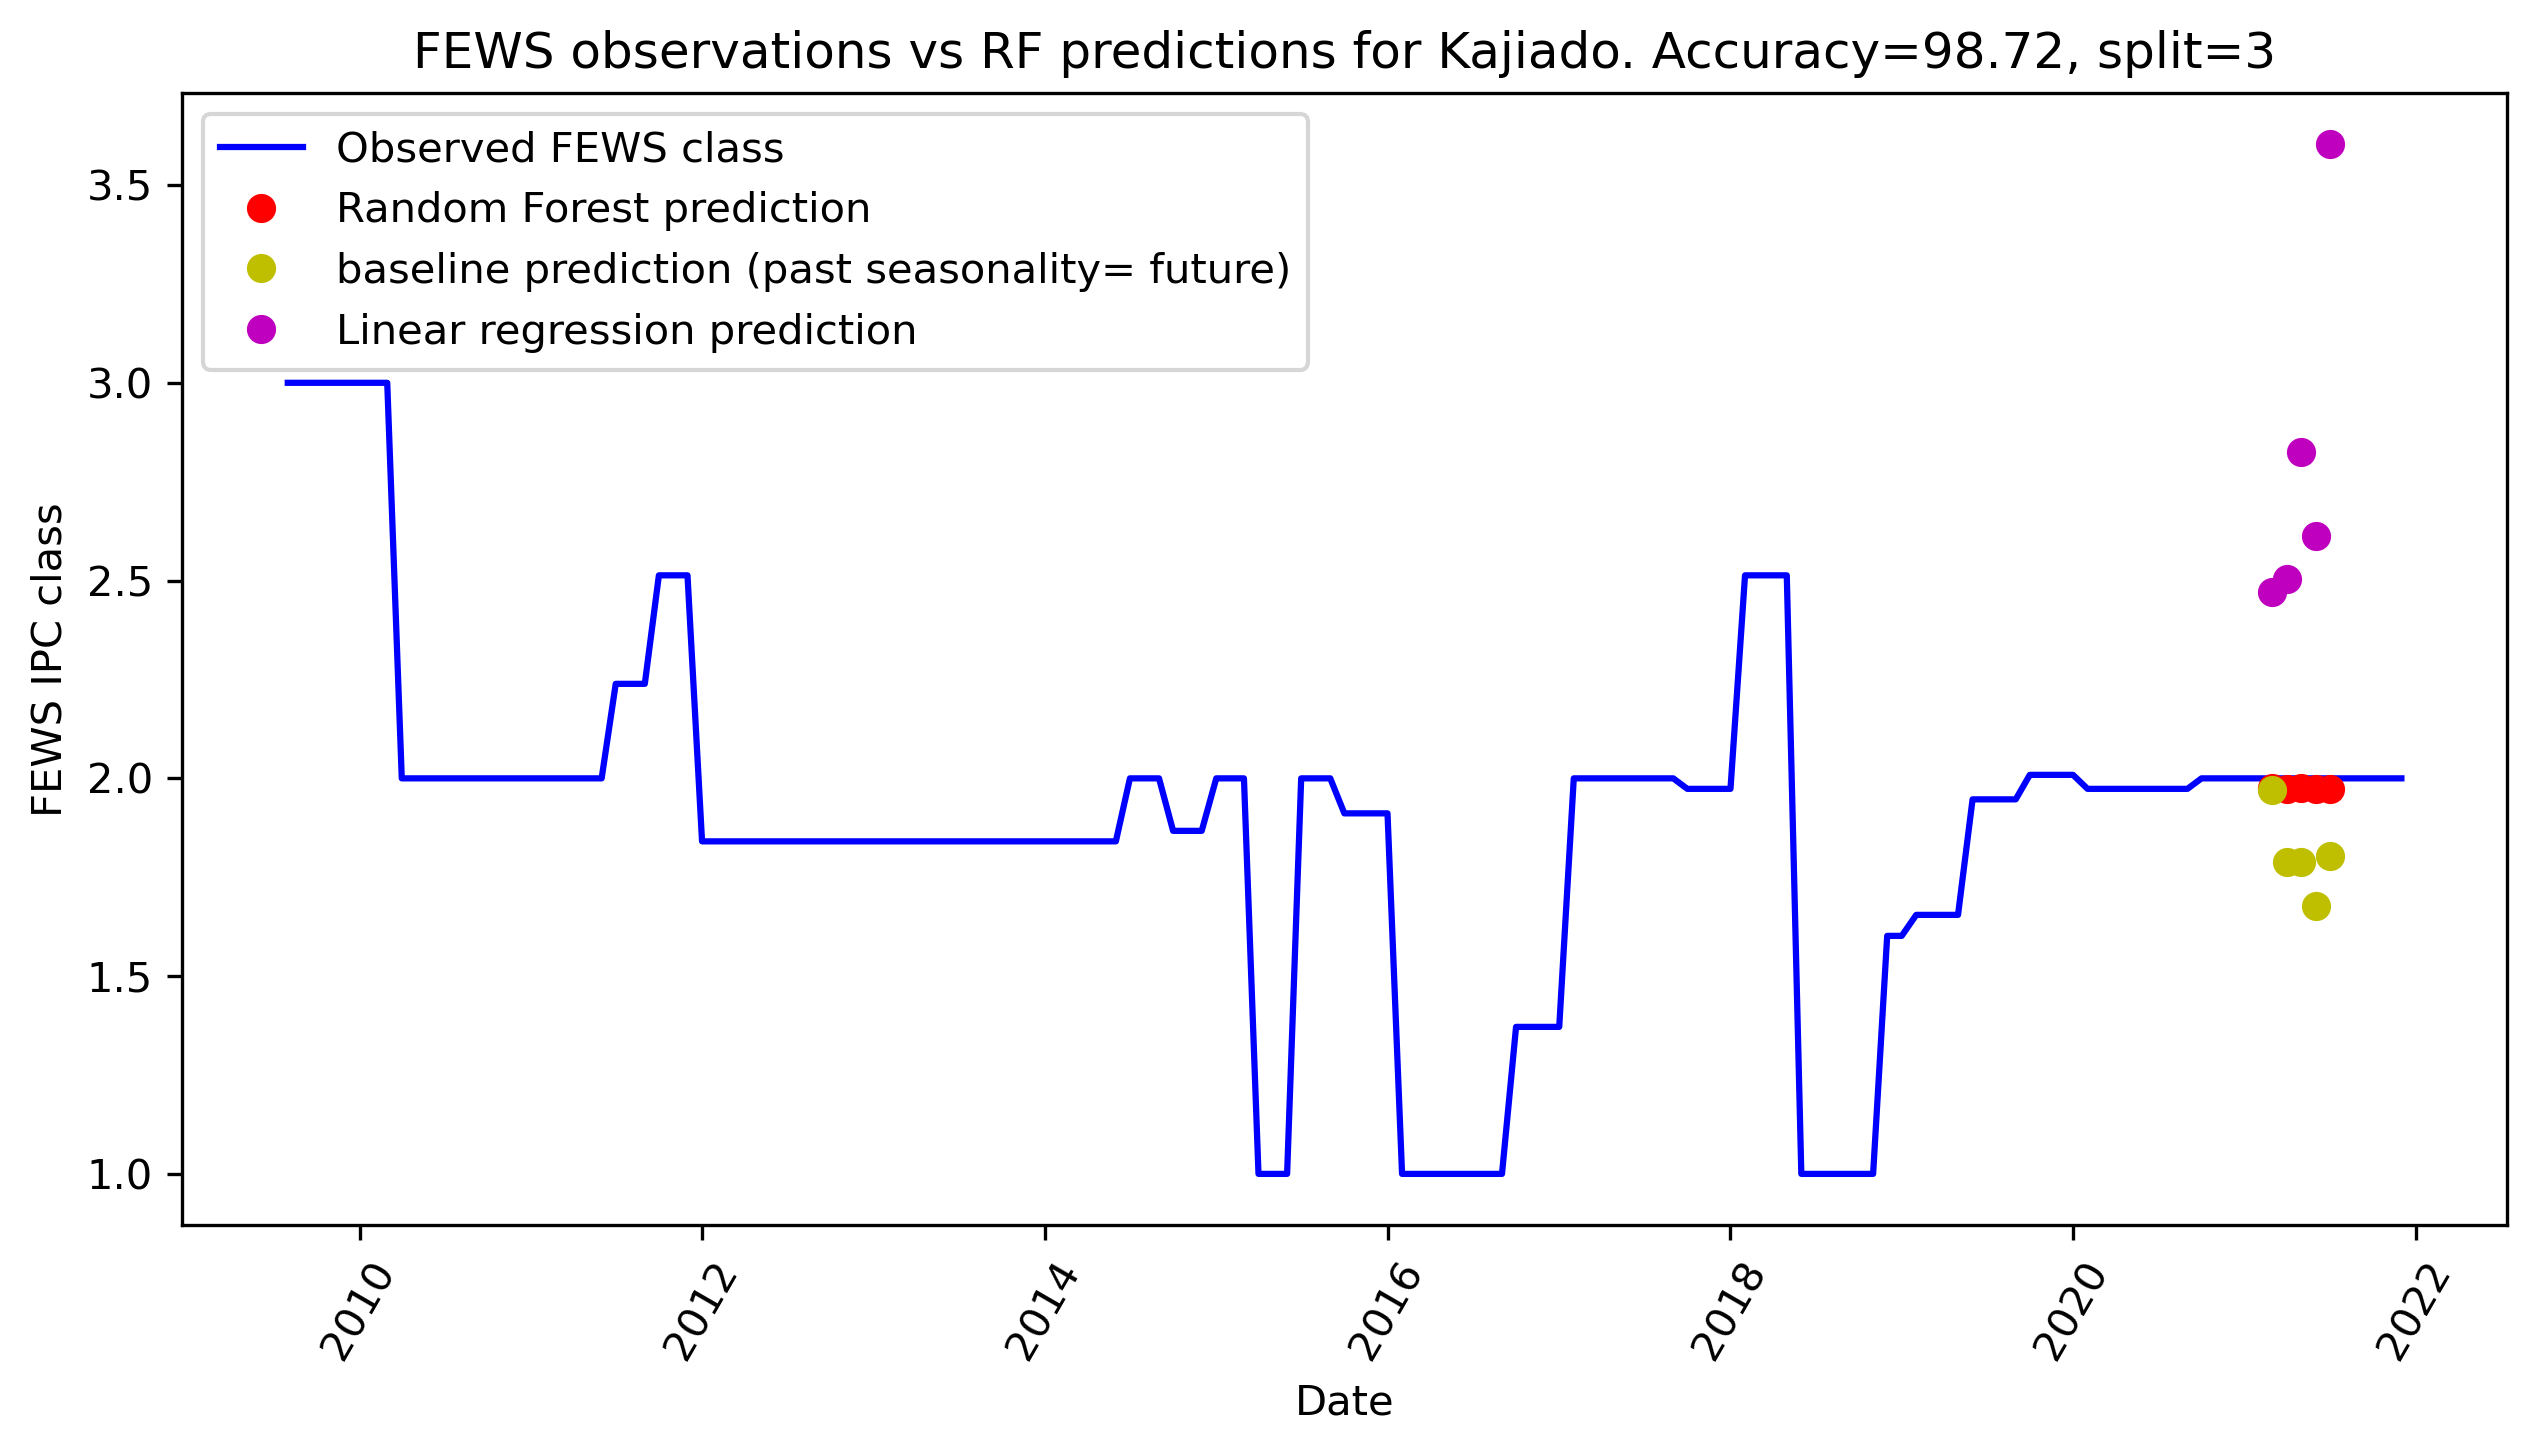 FEWS observations vs RF predictions for Kajiado. Accuracy=98.72, split=3
Observed FEWS class
Random Forest prediction
baseline prediction (past seasonality= future)
Linear regression prediction
FEWS IPC class
3.5
3.0
2.5
2.0
1.5
1.0
2010 2012 2014 2016 2018 2020 2022
Date